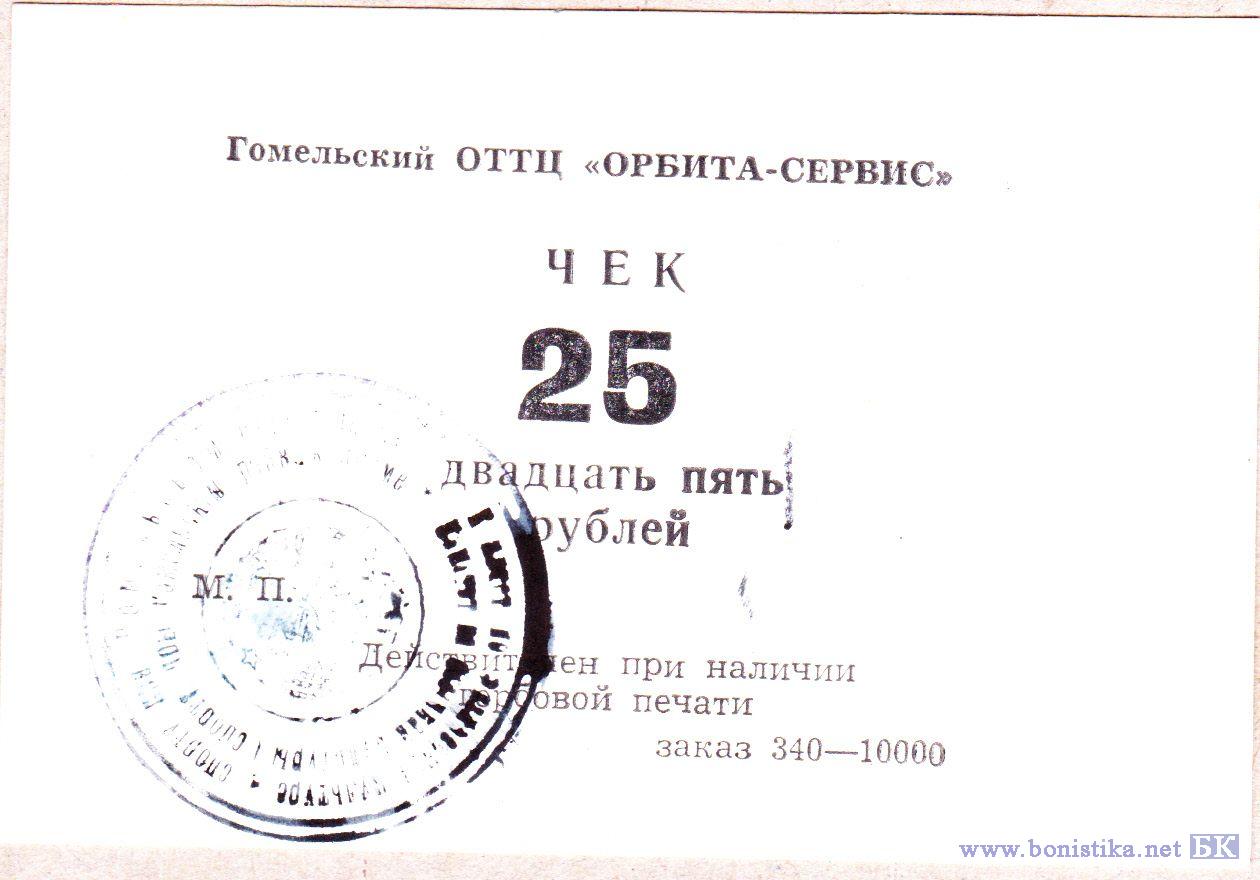 Гомельский ОТТЦ «ОРБИТА-СЕРВИС»
ЧЕК
25
двадцать пять
рублей
М. П.
Действителен при наличии
гербовой печати
заказ 340—10000
www.bonistika.net БК